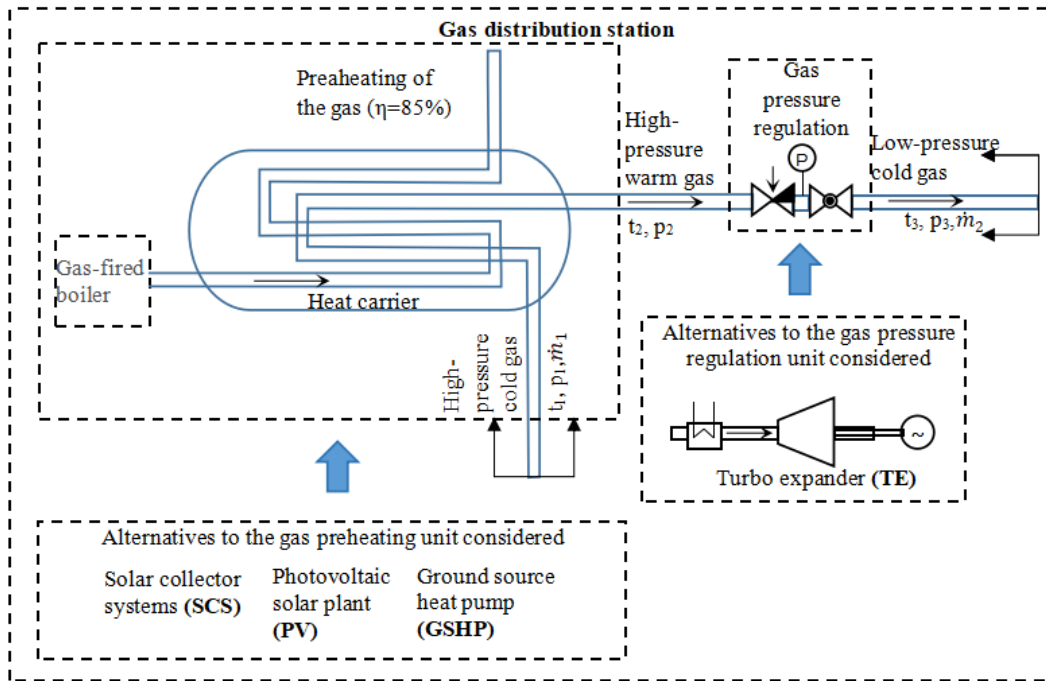 Gas distribution station
Preaheating of
the gas (η=85%)
Gas-fired
boiler
Heat carrier
High-
pressure
cold gas
t₁, p₁,ṁ₁
High-
pressure
warm gas
t₂, p₂
Gas
pressure
regulation
P
Low-pressure
cold gas
t₃, p₃,ṁ₂
Alternatives to the gas pressure
regulation unit considered
~
Turbo expander (TE)
Alternatives to the gas preheating unit considered
Solar collector
systems (SCS)
Photovoltaic
solar plant
(PV)
Ground source
heat pump
(GSHP)